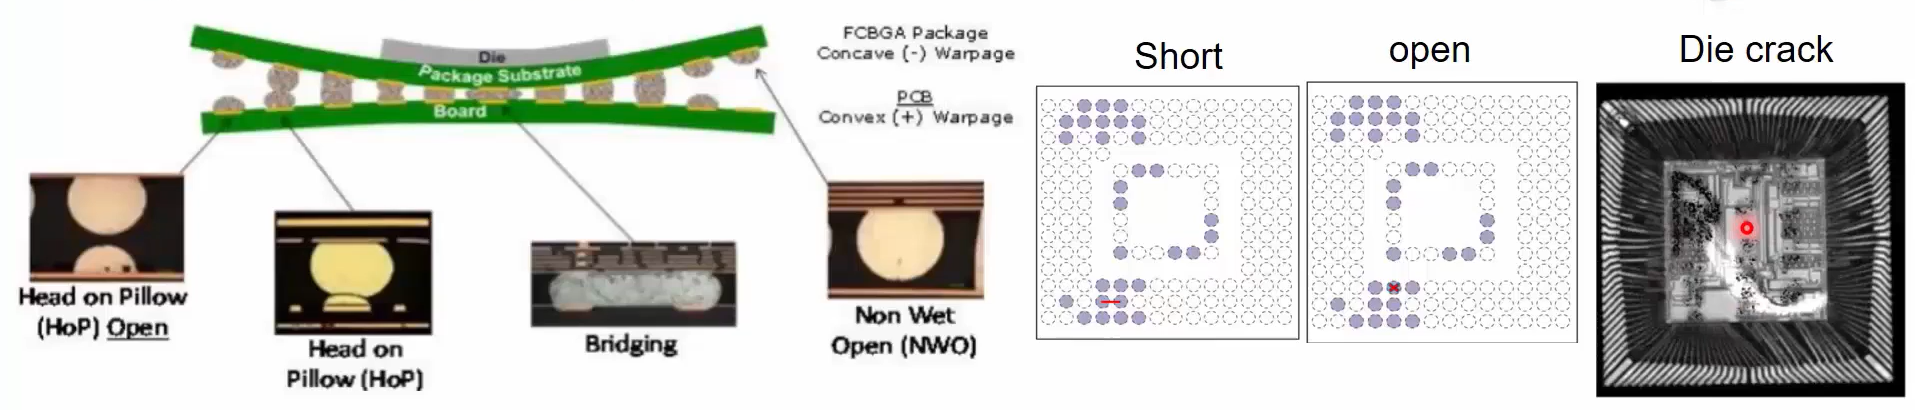 Die
Package Substrate
Board
FCBGA Package
Concave (-) Warpage
PCB
Convex (+) Warpage
Head on Pillow
(HoP) Open
Head on
Pillow (HoP)
Bridging
Non Wet
Open (NWO)
Short
open
Die crack